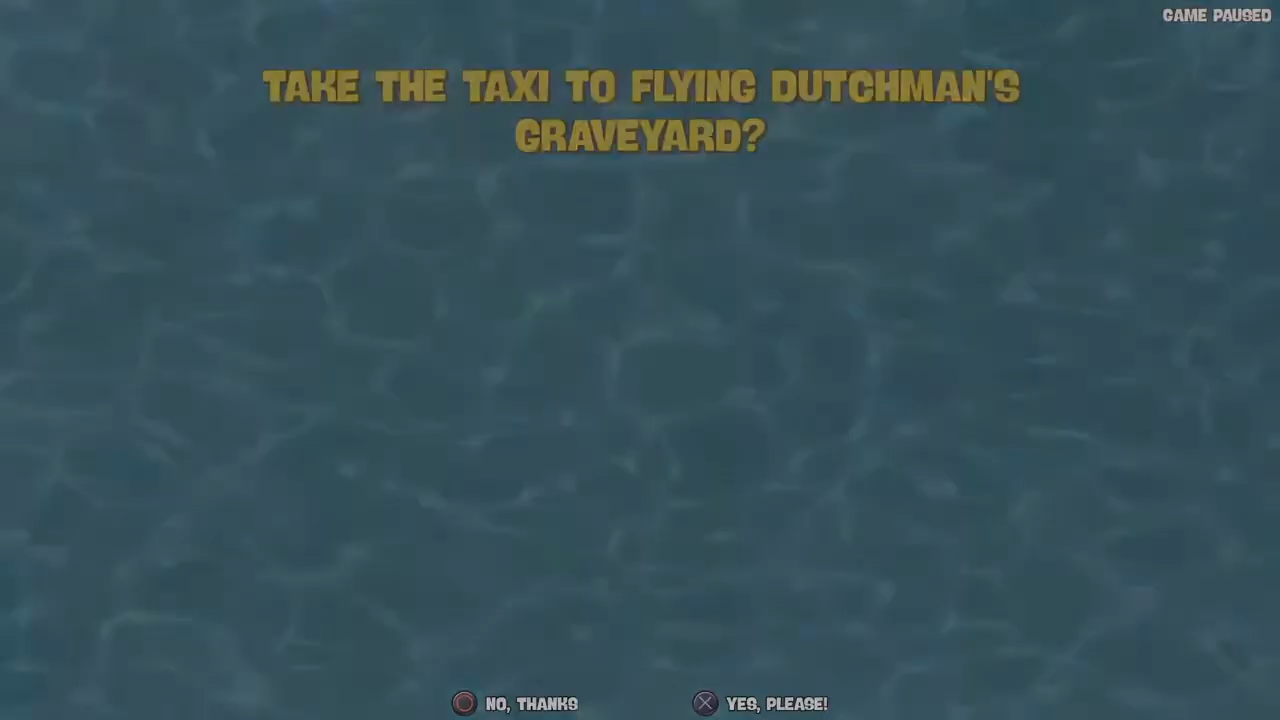 GAME PAUSED
TAKE THE TAXI TO FLYING DUTCHMAN'S
GRAVEYARD?
NO, THANKS
YES, PLEASE!